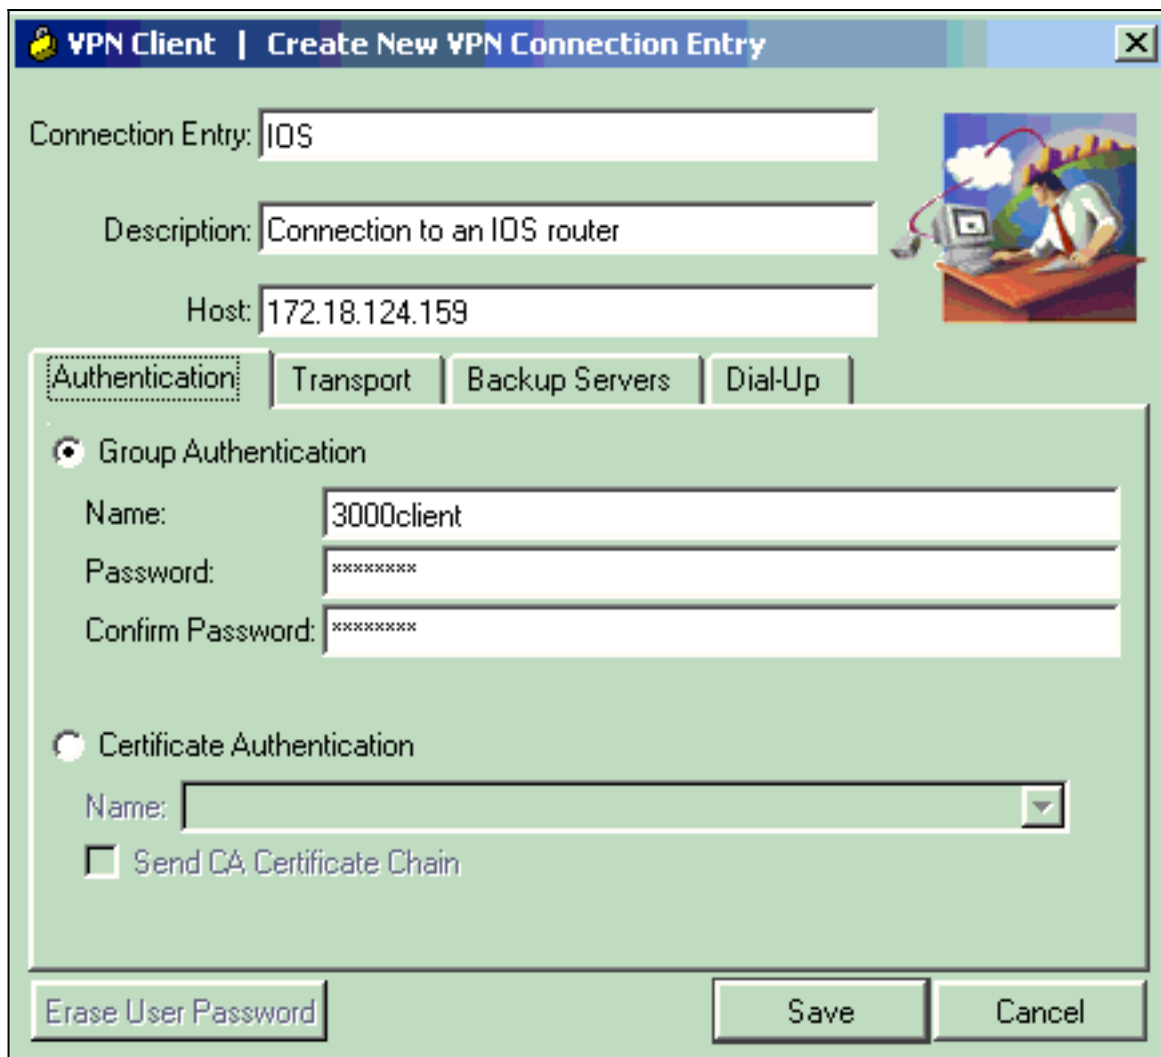 VPN Client | Create New VPN Connection Entry
Connection Entry: IOS
Description: Connection to an IOS router
Host: 172.18.124.159
Authentication Transport Backup Servers Dial-Up
Group Authentication
Name: 3000client
Password: ********
Confirm Password: ********
Certificate Authentication
Name:
Send CA Certificate Chain
Erase User Password Save Cancel